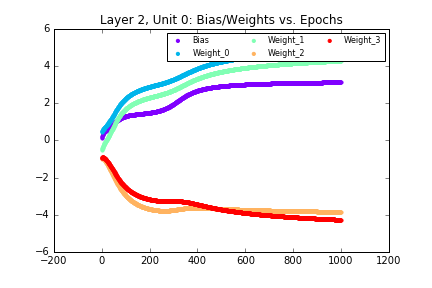 Layer 2, Unit 0: Bias/Weights vs. Epochs
Bias Weight_1 Weight_3
Weight_0 Weight_2
6
4
2
0
−2
−4
−6
−200 0 200 400 600 800 1000 1200